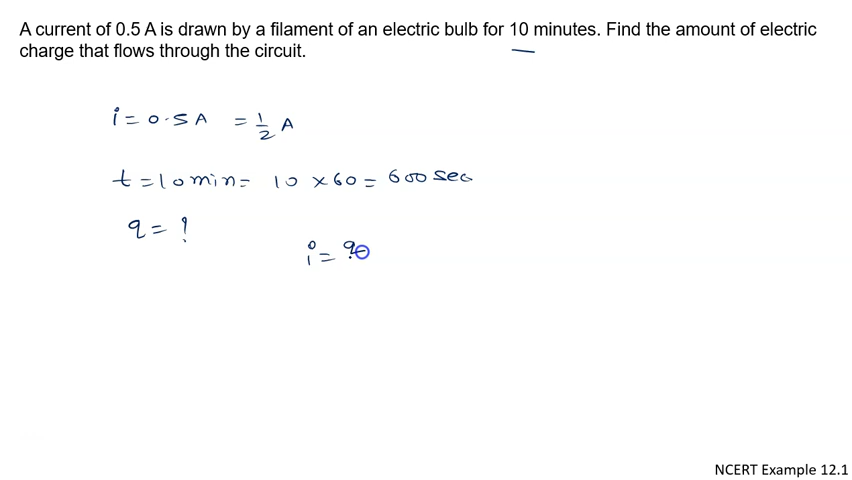 A current of 0.5 A is drawn by a filament of an electric bulb for 10 minutes. Find the amount of electric
charge that flows through the circuit.
i = 0.5 A = 1/2 A
t = 10 min = 10 × 60 = 600 sec
q = ?
i = q
NCERT Example 12.1